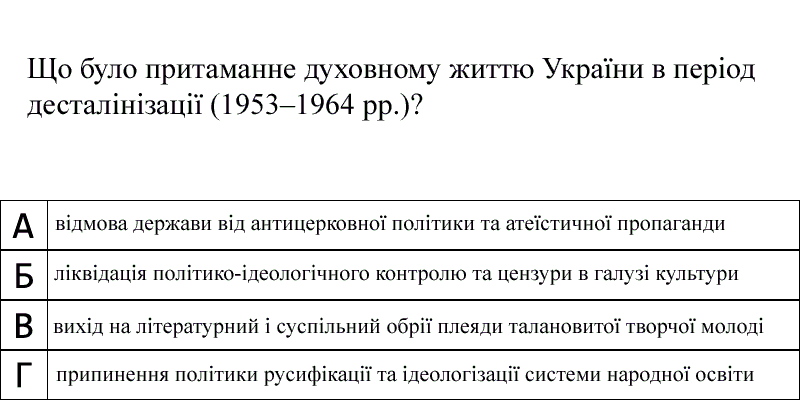 Що було притаманне духовному життю України в період
десталінізації (1953–1964 рр.)?
А відмова держави від антицерковної політики та атеїстичної пропаганди
Б ліквідація політико-ідеологічного контролю та цензури в галузі культури
В вихід на літературний і суспільний обрії плеяди талановитої творчої молоді
Г припинення політики русифікації та ідеологізації системи народної освіти